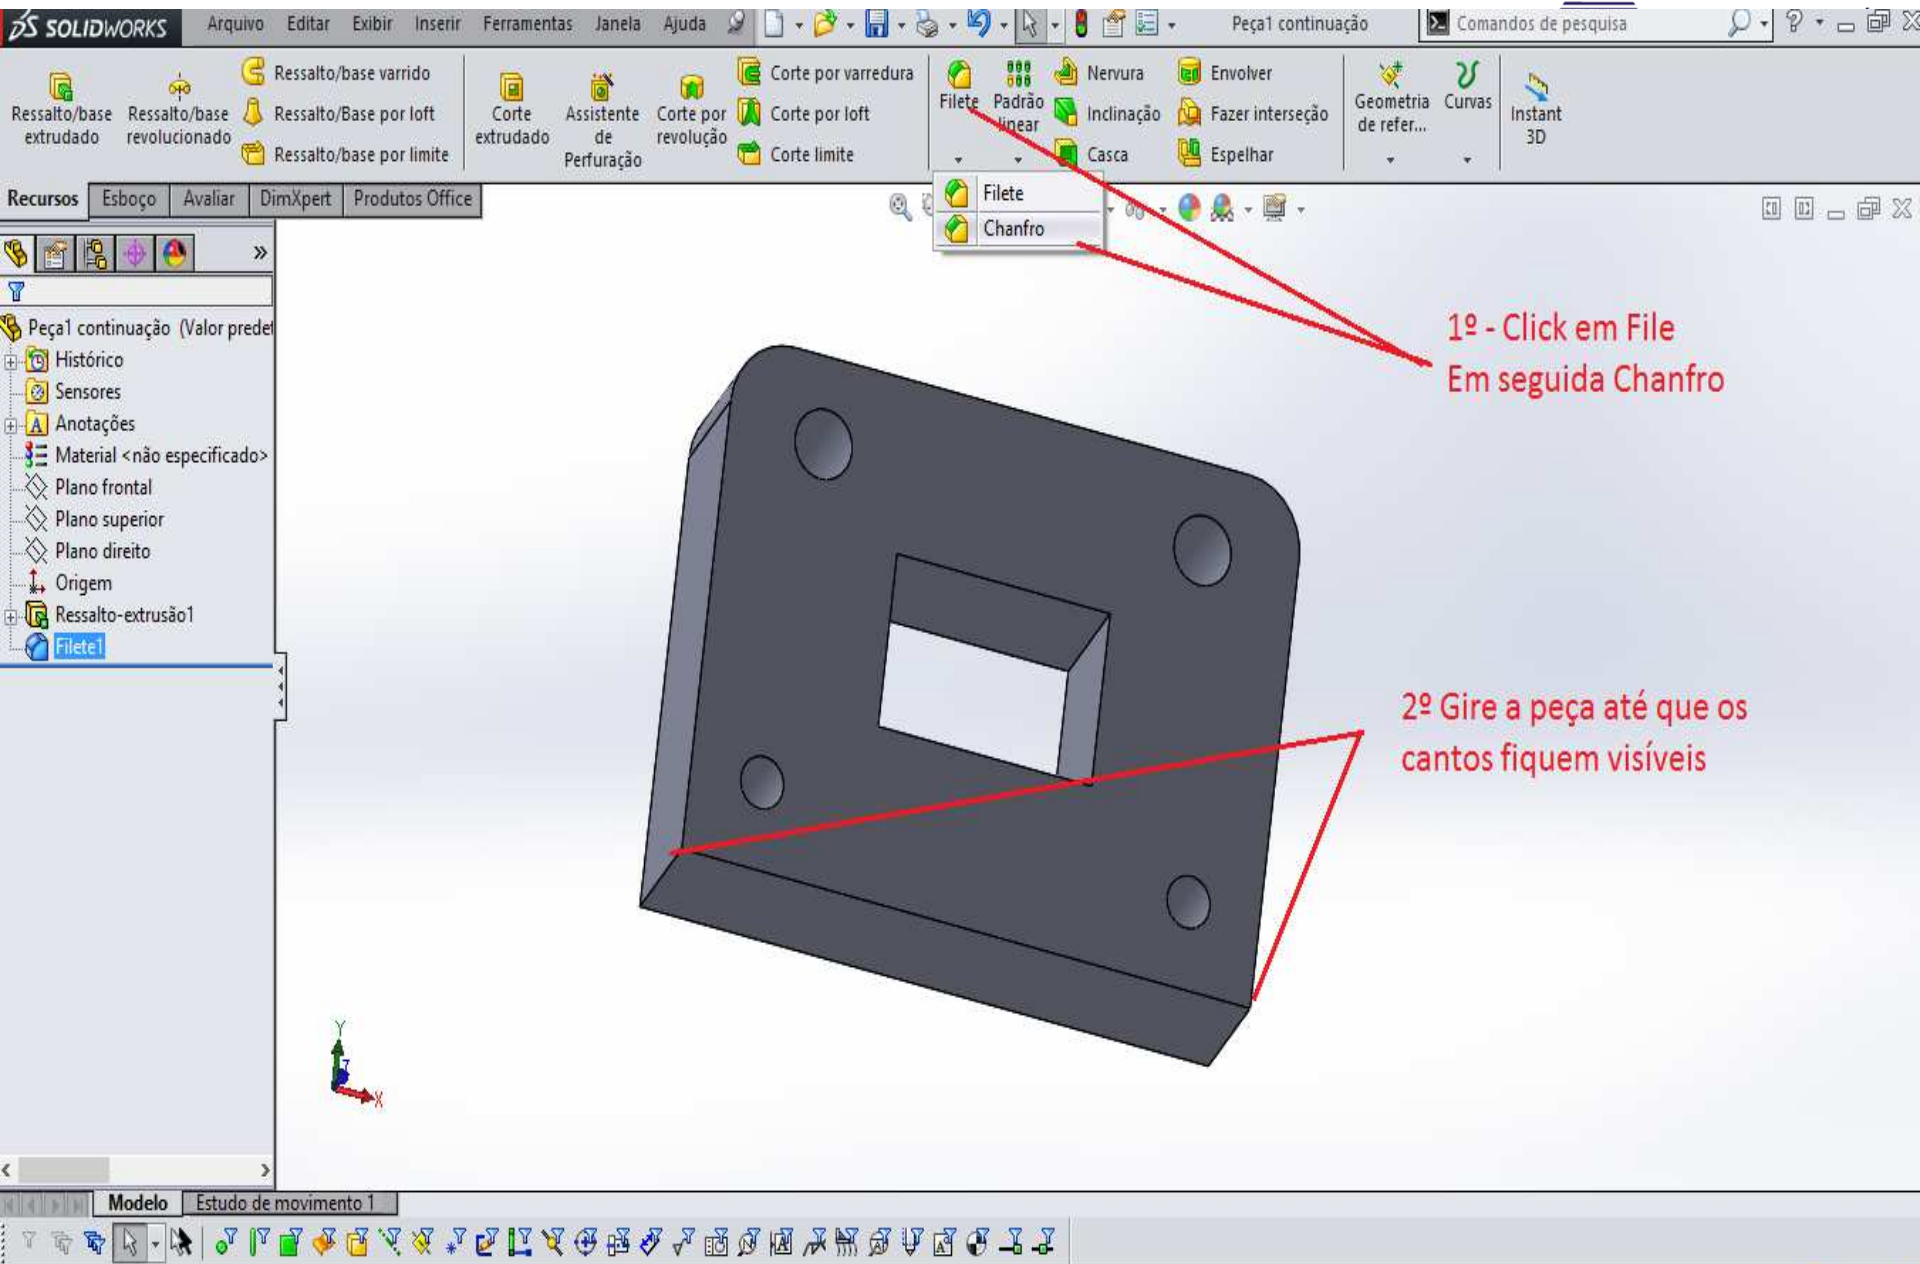 SOLIDWORKS Arquivo Editar Exibir Inserir Ferramentas Janela Ajuda Peça1 continuação Comandos de pesquisa
Ressalto/base extrudado
Ressalto/base revolucionado
Ressalto/base varrido
Ressalto/Base por loft
Ressalto/base por limite
Corte extrudado
Assistente de Perfuração
Corte por revolução
Corte por varredura
Corte por loft
Corte limite
Filete
Padrão linear
Nervura
Inclinação
Casca
Envolver
Fazer interseção
Espelhar
Geometria de refer...
Curvas
Instant 3D
Recursos Esboço Avaliar DimXpert Produtos Office
Filete
Chanfro
Peça1 continuação (Valor predet
Histórico
Sensores
Anotações
Material <não especificado>
Plano frontal
Plano superior
Plano direito
Origem
Ressalto-extrusão1
Filete1
1º - Click em File
Em seguida Chanfro
2º Gire a peça até que os
cantos fiquem visíveis
Y
Z
X
Modelo Estudo de movimento 1